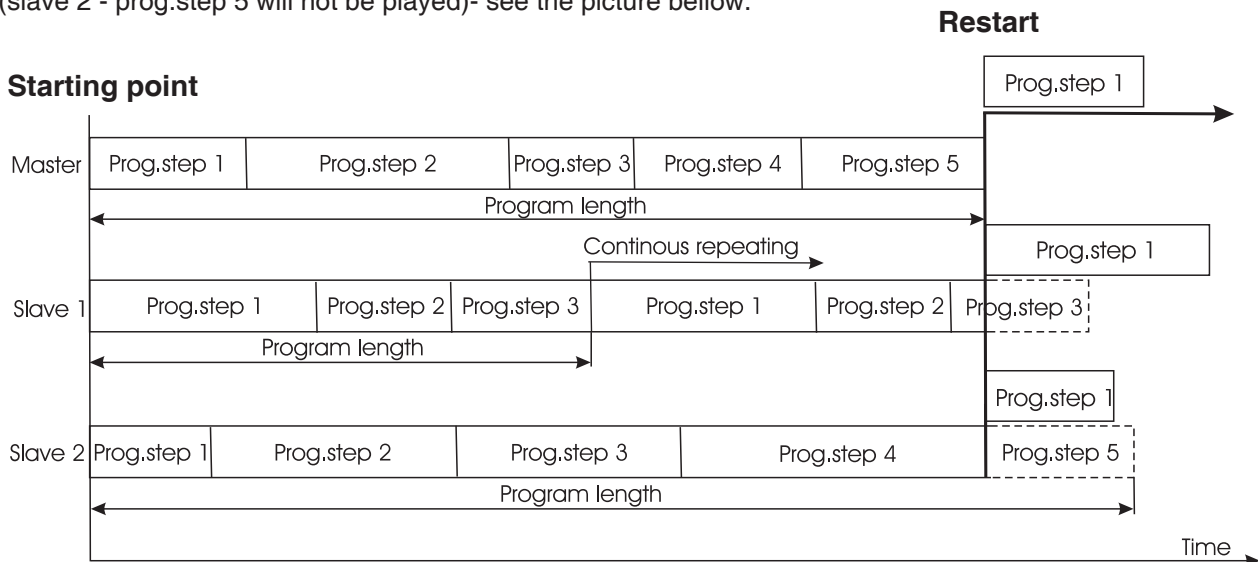 (slave 2 - prog.step 5 will not be played)- see the picture bellow.
Restart
Starting point
Prog.step 1
Master Prog.step 1 Prog.step 2 Prog.step 3 Prog.step 4 Prog.step 5
Program length
Continous repeating
Prog.step 1
Slave 1 Prog.step 1 Prog.step 2 Prog.step 3 Prog.step 1 Prog.step 2 Prog.step 3
Program length
Prog.step 1
Slave 2 Prog.step 1 Prog.step 2 Prog.step 3 Prog.step 4 Prog.step 5
Program length
Time